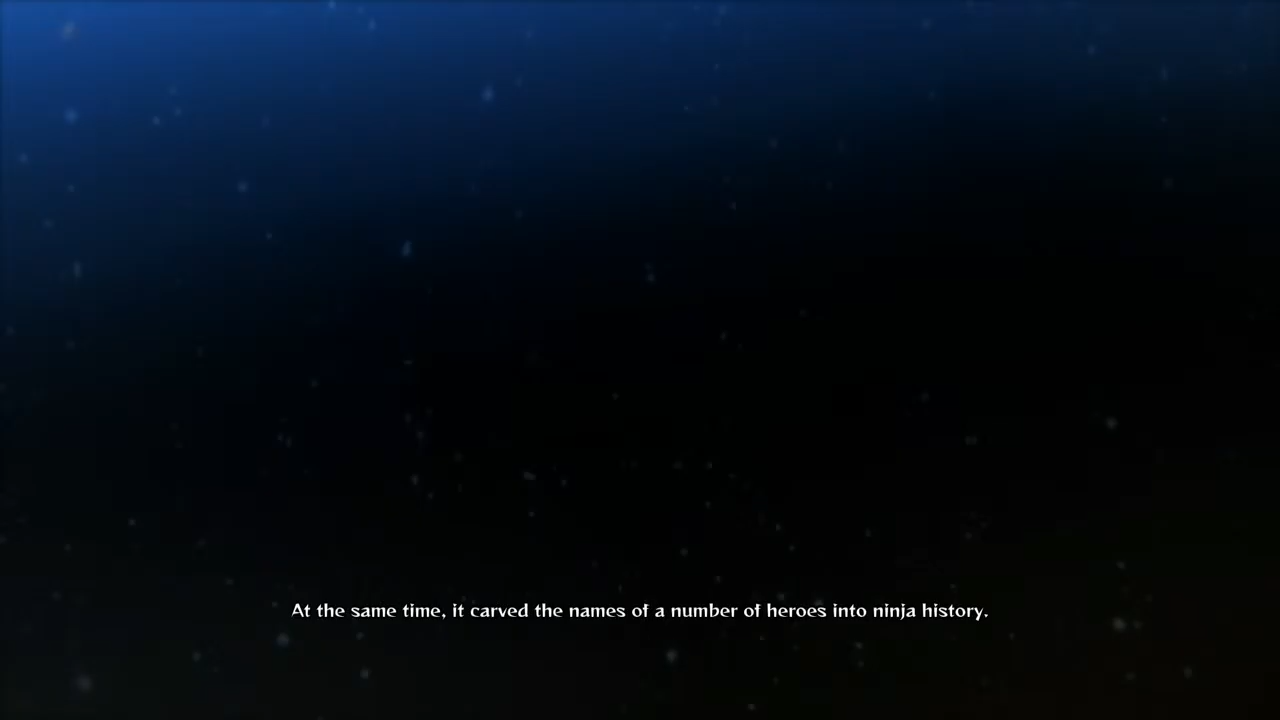 At the same time, it carved the names of a number of heroes into ninja history.